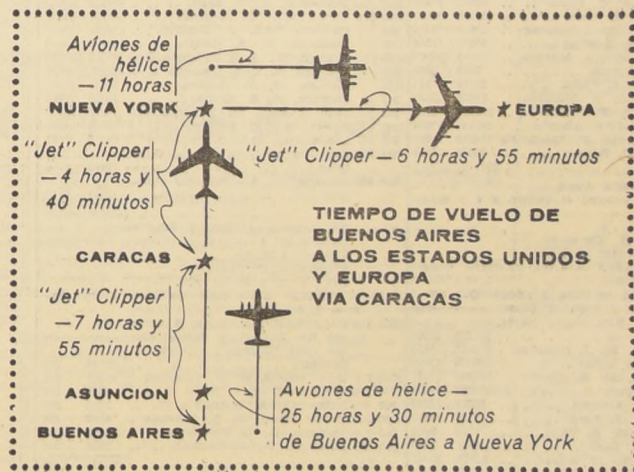 Aviones de
hélice
— 11 horas
NUEVA YORK
EUROPA
"Jet" Clipper
— 4 horas y
40 minutos
"Jet" Clipper — 6 horas y 55 minutos
TIEMPO DE VUELO DE
BUENOS AIRES
A LOS ESTADOS UNIDOS
Y EUROPA
VIA CARACAS
CARACAS
"Jet" Clipper
— 7 horas y
55 minutos
ASUNCION
BUENOS AIRES
Aviones de hélice —
25 horas y 30 minutos
de Buenos Aires a Nueva York